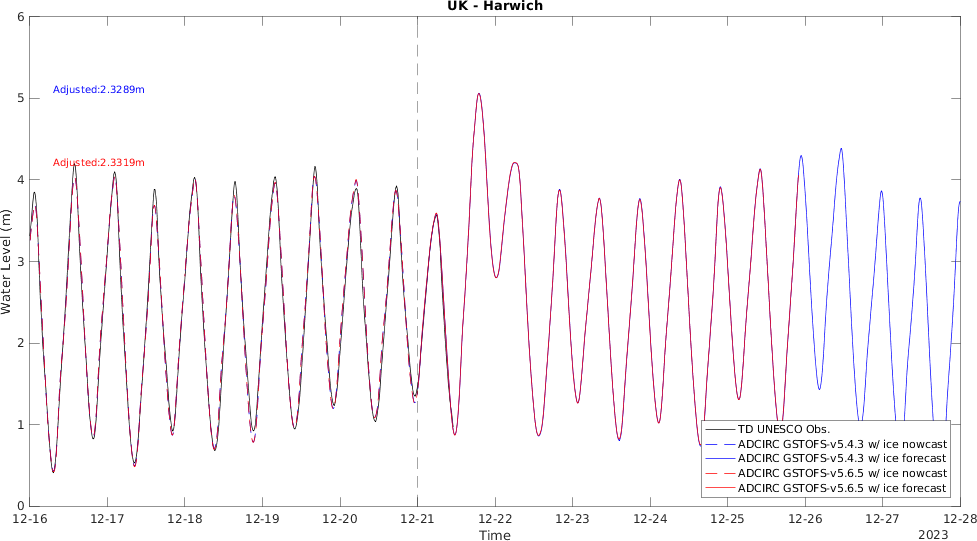 UK - Harwich
6
5
4
3
2
1
0
Water Level (m)
Adjusted:2.3289m
Adjusted:2.3319m
TD UNESCO Obs.
ADCIRC GSTOFS-v5.4.3 w/ ice nowcast
ADCIRC GSTOFS-v5.4.3 w/ ice forecast
ADCIRC GSTOFS-v5.6.5 w/ ice nowcast
ADCIRC GSTOFS-v5.6.5 w/ ice forecast
12-16 12-17 12-18 12-19 12-20 12-21 12-22 12-23 12-24 12-25 12-26 12-27 12-28
Time
2023